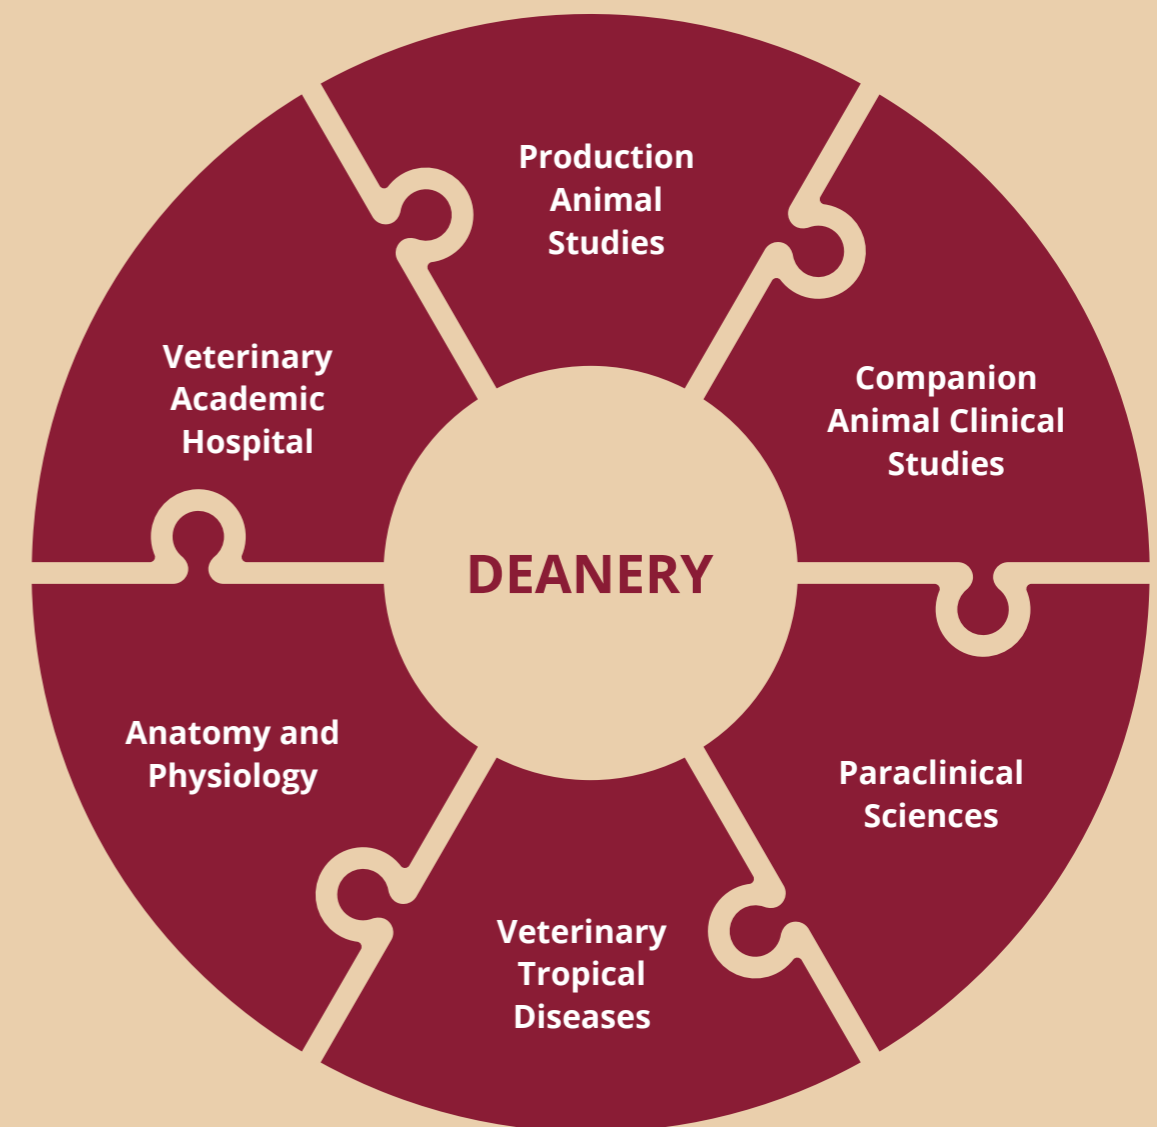 Production
Animal
Studies
Companion
Animal Clinical
Studies
Paraclinical
Sciences
Veterinary
Tropical
Diseases
Anatomy and
Physiology
Veterinary
Academic
Hospital
DEANERY